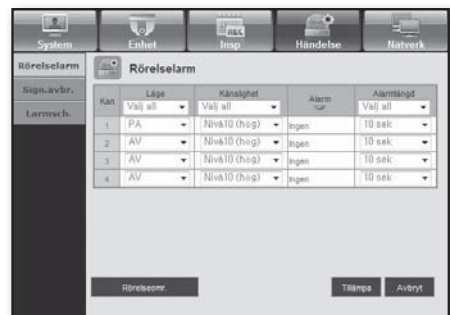 System Enhet Insp Händelse Nätverk
Rörelselarm
Sign.avbr.
Larmsch.
Rörelselarm
Kan Läge Känslighet Alarm Alarmlängd
Välj all Välj all Välj all
1 PÅ Nivå10 (hög) Ingen 10 sek
2 AV Nivå10 (hög) Ingen 10 sek
3 AV Nivå10 (hög) Ingen 10 sek
4 AV Nivå10 (hög) Ingen 10 sek
Rörelseomr. Tillämpa Avbryt